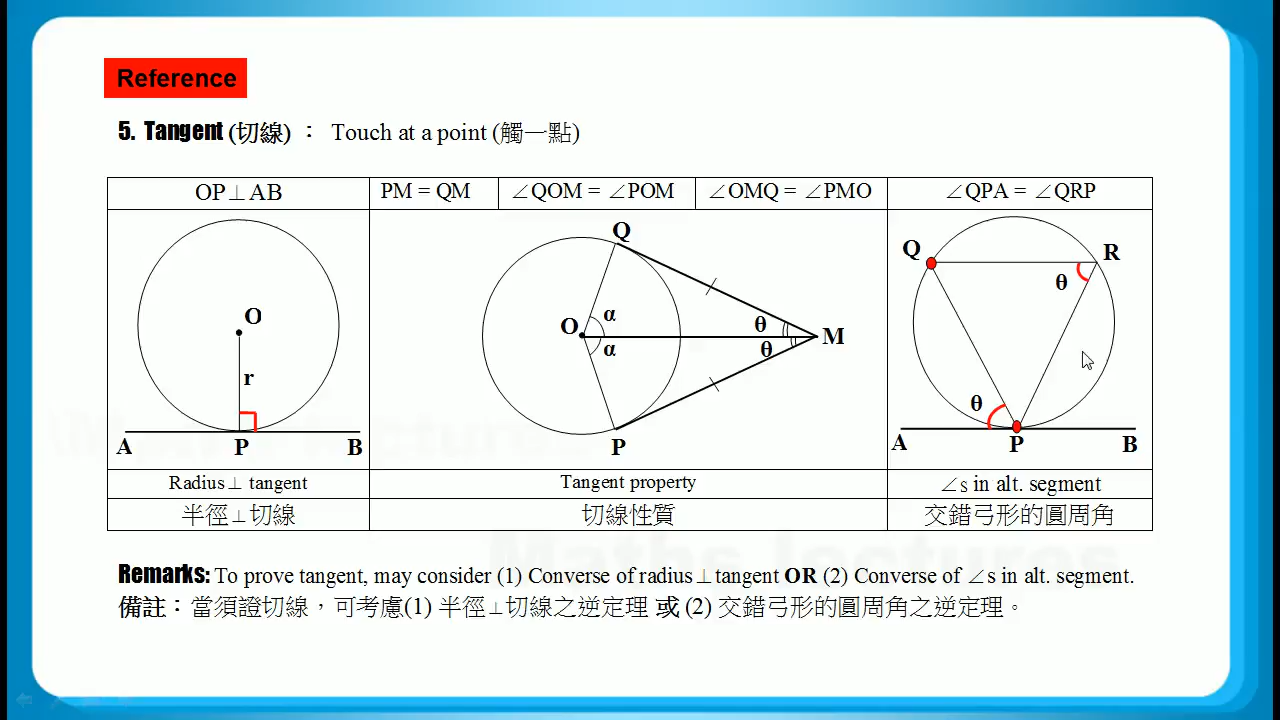 Reference
5. Tangent (切線) : Touch at a point (觸一點)
OP⊥AB
PM = QM
∠QOM = ∠POM
∠OMQ = ∠PMO
∠QPA = ∠QRP
O
r
A
P
B
Q
O
α
α
θ
θ
M
P
Q
R
θ
θ
A
P
B
Radius⊥ tangent
Tangent property
∠s in alt. segment
半徑⊥切線
切線性質
交錯弓形的圓周角
Maths lectures
Remarks: To prove tangent, may consider (1) Converse of radius⊥tangent OR (2) Converse of ∠s in alt. segment.
備註：當須證切線，可考慮(1) 半徑⊥切線之逆定理 或 (2) 交錯弓形的圓周角之逆定理。